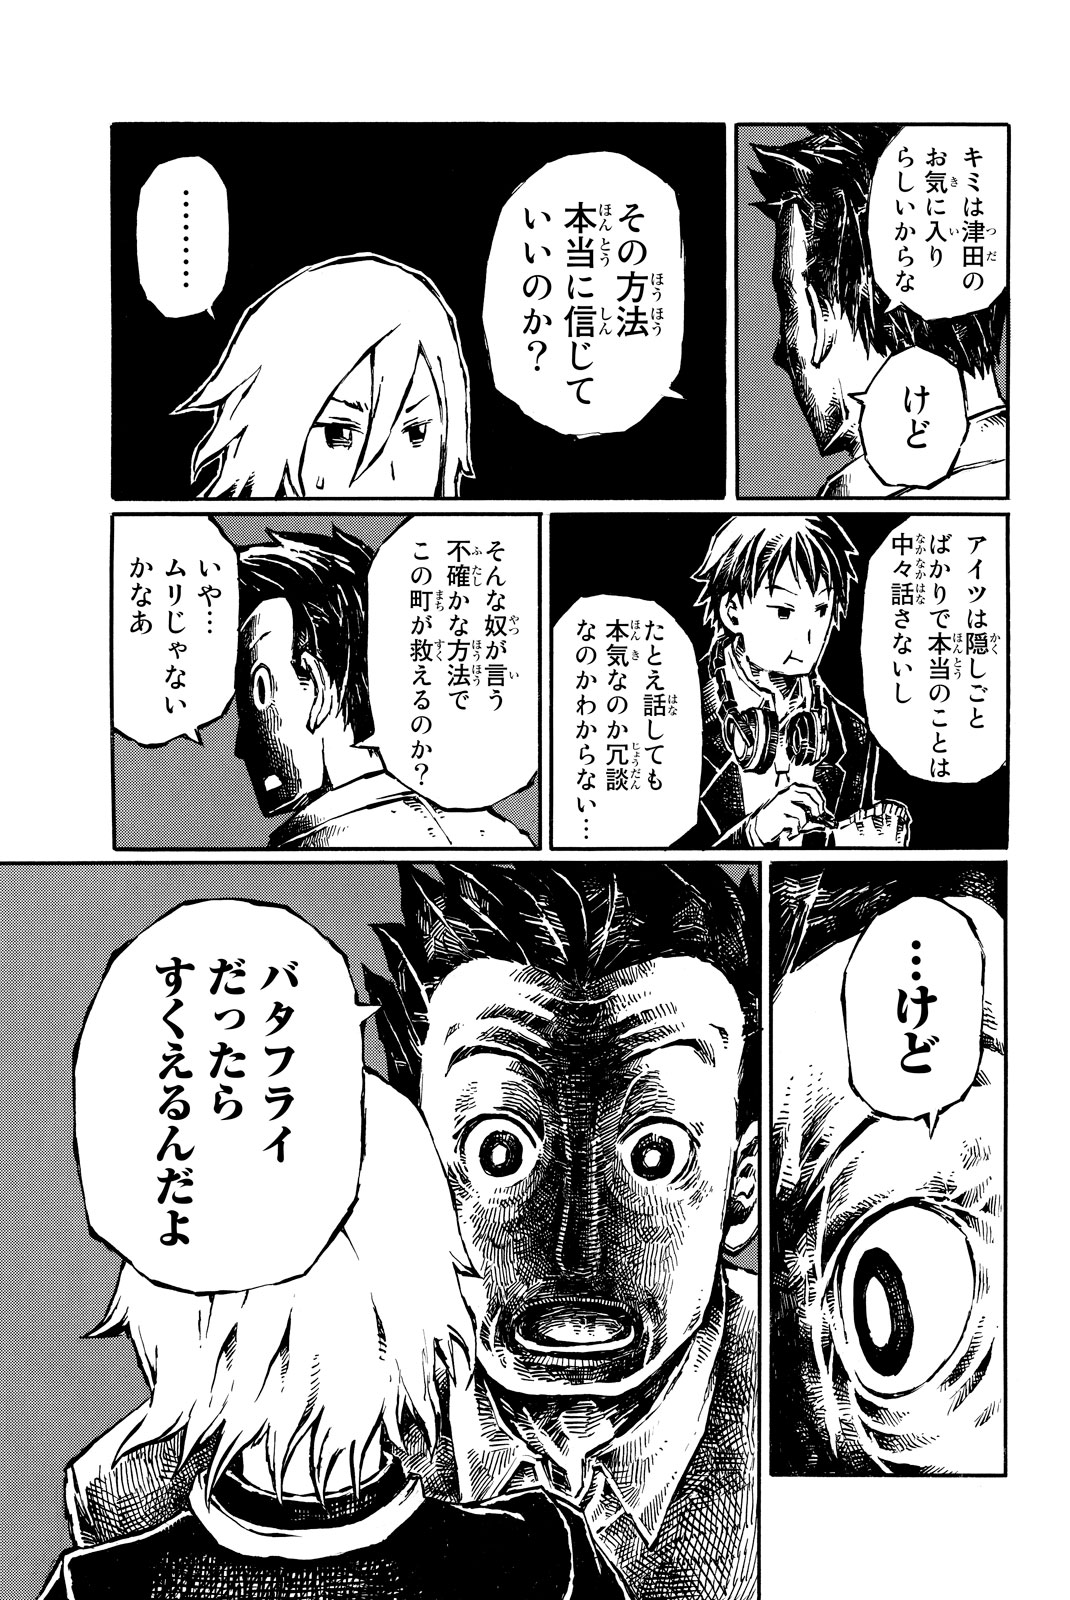 キミは津田の
お気に入り
らしいからな
けど
その方法
本当に信じて
いいのか？
………
アイツは隠しごと
ばかりで本当のことは
中々話さないし
たとえ話しても
本気なのか冗談
なのかわからない…
そんな奴が言う
不確かな方法で
この町が救えるのか？
いや…
ムリじゃない
かなあ
…けど
バタフライ
だったら
すくえるんだよ